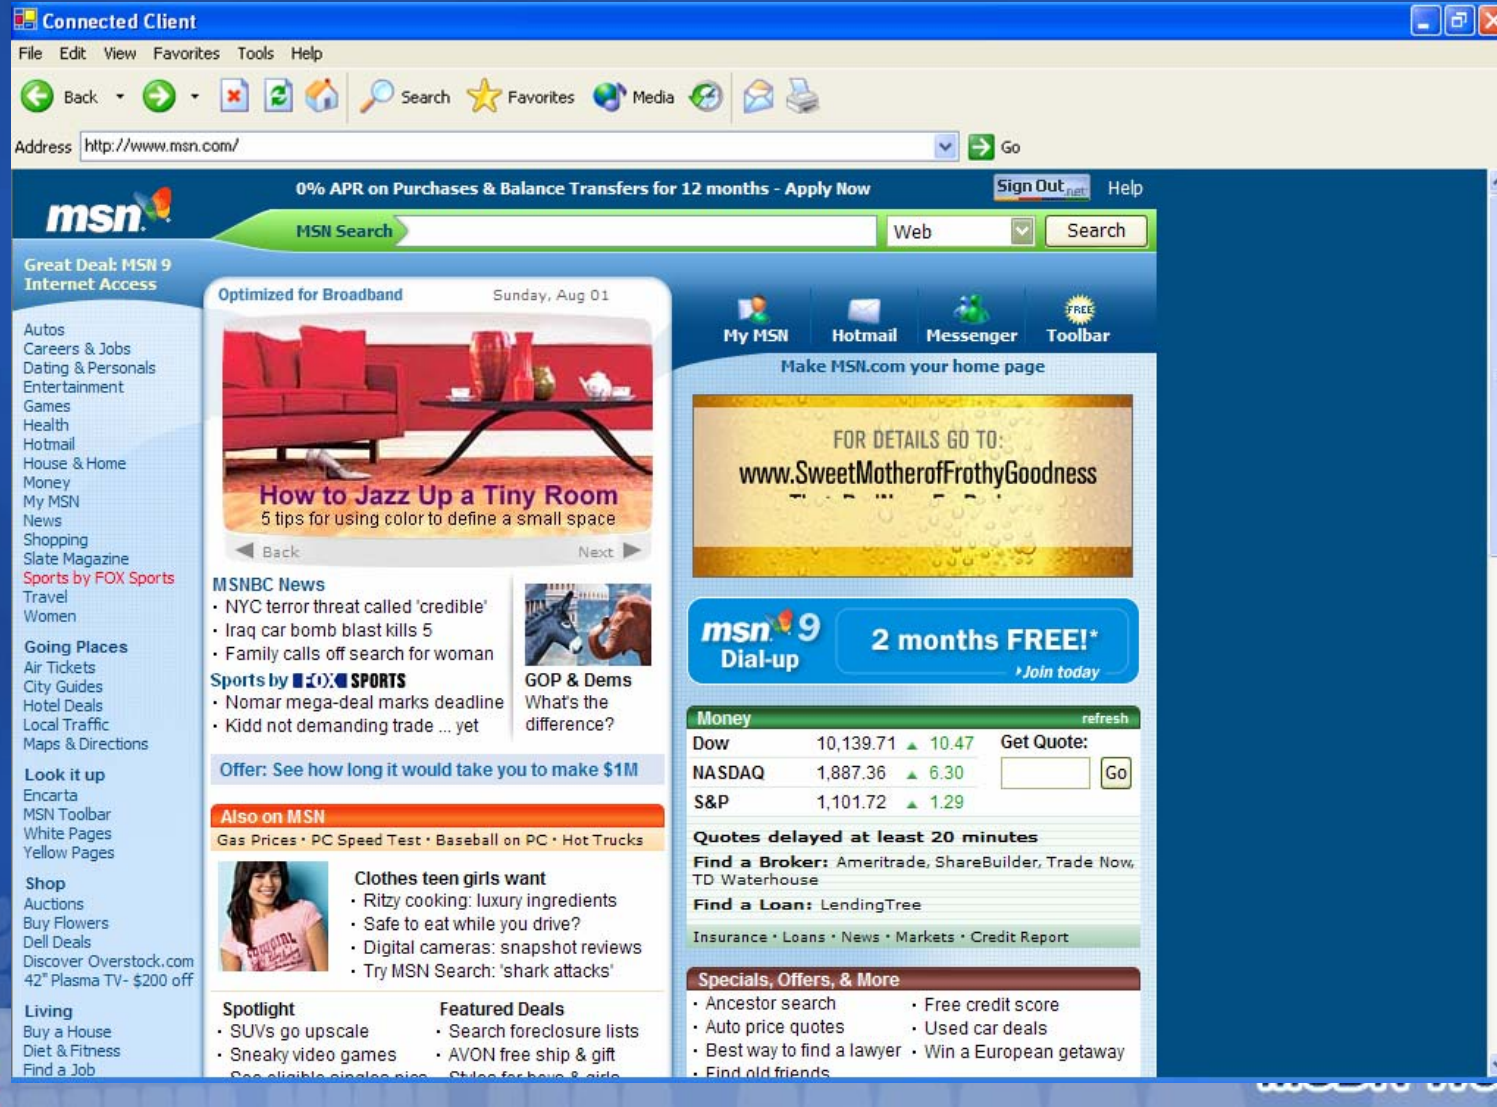 Connected Client
File Edit View Favorites Tools Help
Back Search Favorites Media
Address http://www.msn.com/ Go
0% APR on Purchases & Balance Transfers for 12 months - Apply Now Sign Out .net Help
msn
MSN Search Web Search
Great Deal: MSN 9
Internet Access
Autos
Careers & Jobs
Dating & Personals
Entertainment
Games
Health
Hotmail
House & Home
Money
My MSN
News
Shopping
Slate Magazine
Sports by FOX Sports
Travel
Women
Going Places
Air Tickets
City Guides
Hotel Deals
Local Traffic
Maps & Directions
Look it up
Encarta
MSN Toolbar
White Pages
Yellow Pages
Shop
Auctions
Buy Flowers
Dell Deals
Discover Overstock.com
42" Plasma TV- $200 off
Living
Buy a House
Diet & Fitness
Find a Job
Optimized for Broadband Sunday, Aug 01
How to Jazz Up a Tiny Room
5 tips for using color to define a small space
Back Next
MSNBC News
· NYC terror threat called 'credible'
· Iraq car bomb blast kills 5
· Family calls off search for woman
Sports by FOX SPORTS
· Nomar mega-deal marks deadline
· Kidd not demanding trade ... yet
GOP & Dems
What's the
difference?
Offer: See how long it would take you to make $1M
Also on MSN
Gas Prices · PC Speed Test · Baseball on PC · Hot Trucks
Clothes teen girls want
· Ritzy cooking: luxury ingredients
· Safe to eat while you drive?
· Digital cameras: snapshot reviews
· Try MSN Search: 'shark attacks'
Spotlight
· SUVs go upscale
· Sneaky video games
· See eligible singles pics
Featured Deals
· Search foreclosure lists
· AVON free ship & gift
· Styles for boys & girls
My MSN Hotmail Messenger FREE Toolbar
Make MSN.com your home page
FOR DETAILS GO TO:
www.SweetMotherofFrothyGoodness
msn 9
Dial-up
2 months FREE!*
Join today
Money refresh
Dow 10,139.71 ▲ 10.47 Get Quote:
NASDAQ 1,887.36 ▲ 6.30 Go
S&P 1,101.72 ▲ 1.29
Quotes delayed at least 20 minutes
Find a Broker: Ameritrade, ShareBuilder, Trade Now,
TD Waterhouse
Find a Loan: LendingTree
Insurance · Loans · News · Markets · Credit Report
Specials, Offers, & More
· Ancestor search
· Auto price quotes
· Best way to find a lawyer
· Find old friends
· Free credit score
· Used car deals
· Win a European getaway